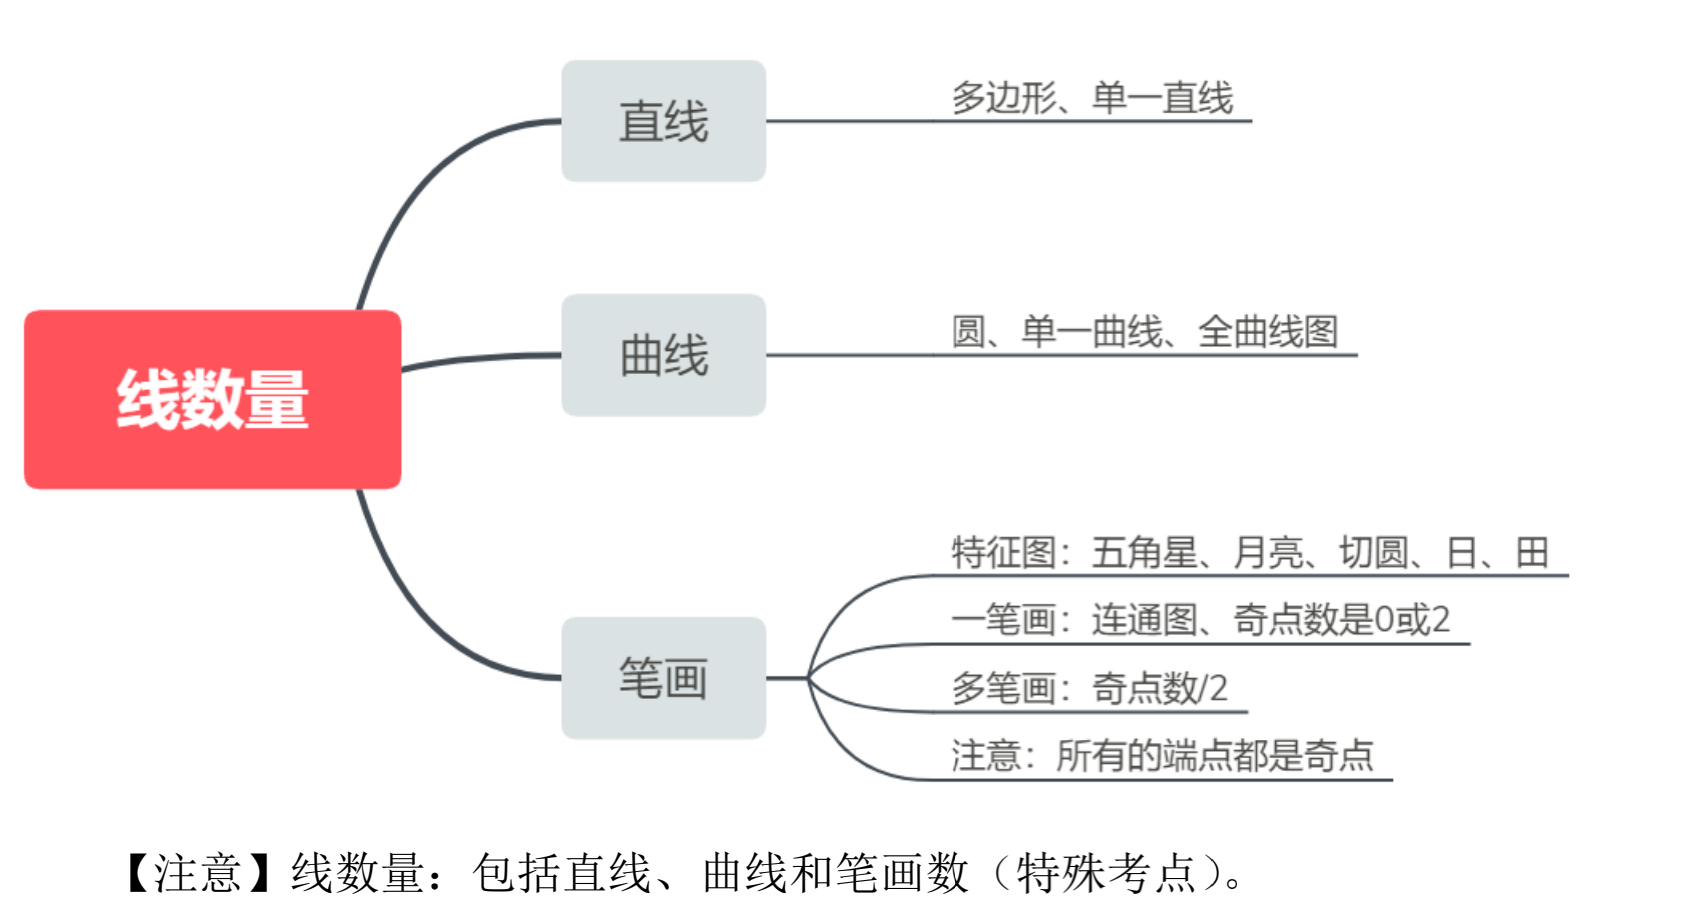 线数量
直线
多边形、单一直线
曲线
圆、单一曲线、全曲线图
笔画
特征图：五角星、月亮、切圆、日、田
一笔画：连通图、奇点数是0或2
多笔画：奇点数/2
注意：所有的端点都是奇点
【注意】线数量：包括直线、曲线和笔画数（特殊考点）。